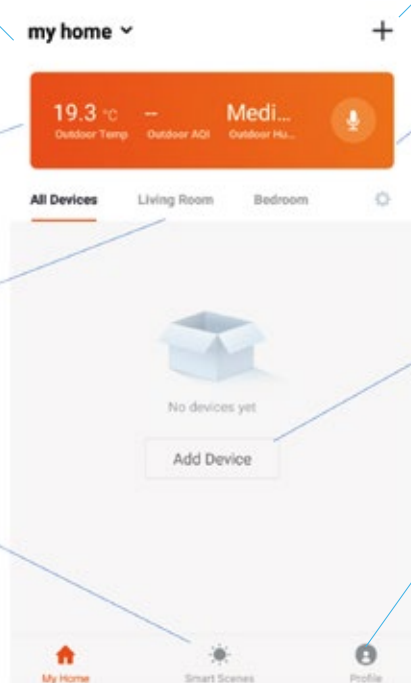 my home
19.3 °C -- Medi...
Outdoor Temp Outdoor AQI Outdoor Hu...
All Devices Living Room Bedroom
No devices yet
Add Device
My Home Smart Scenes Profile